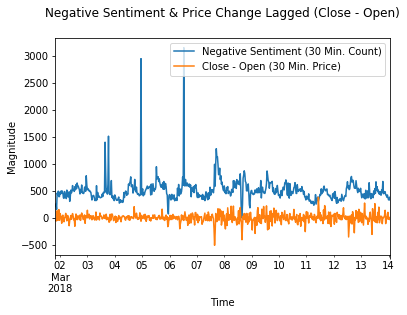 Negative Sentiment & Price Change Lagged (Close - Open)
Negative Sentiment (30 Min. Count)
Close - Open (30 Min. Price)
3000
2500
2000
1500
1000
500
0
−500
Magnitude
02 03 04 05 06 07 08 09 10 11 12 13 14
Mar
2018
Time